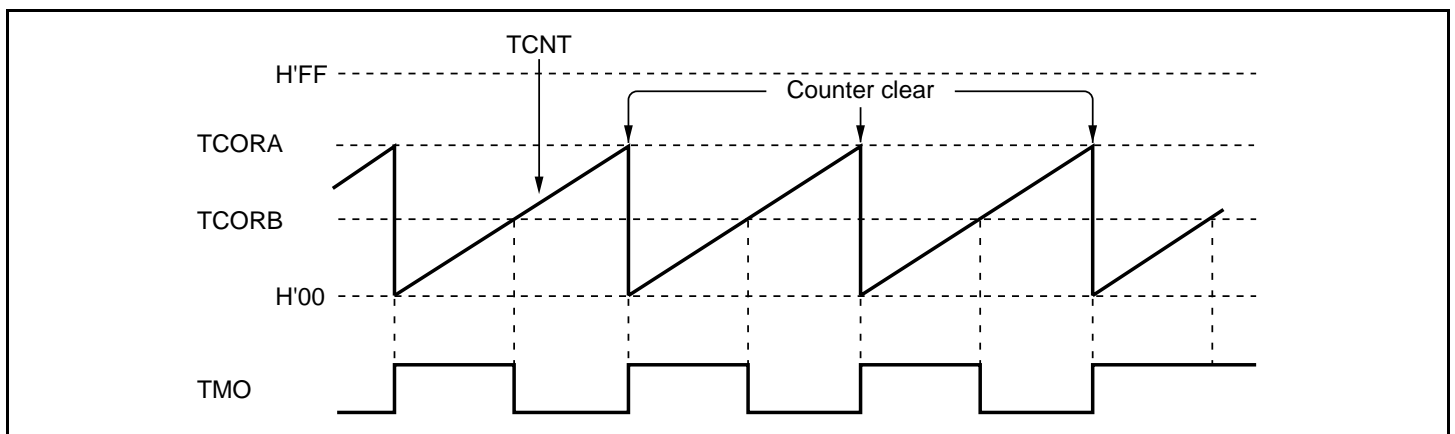 TCNT
H'FF
Counter clear
TCORA
TCORB
H'00
TMO